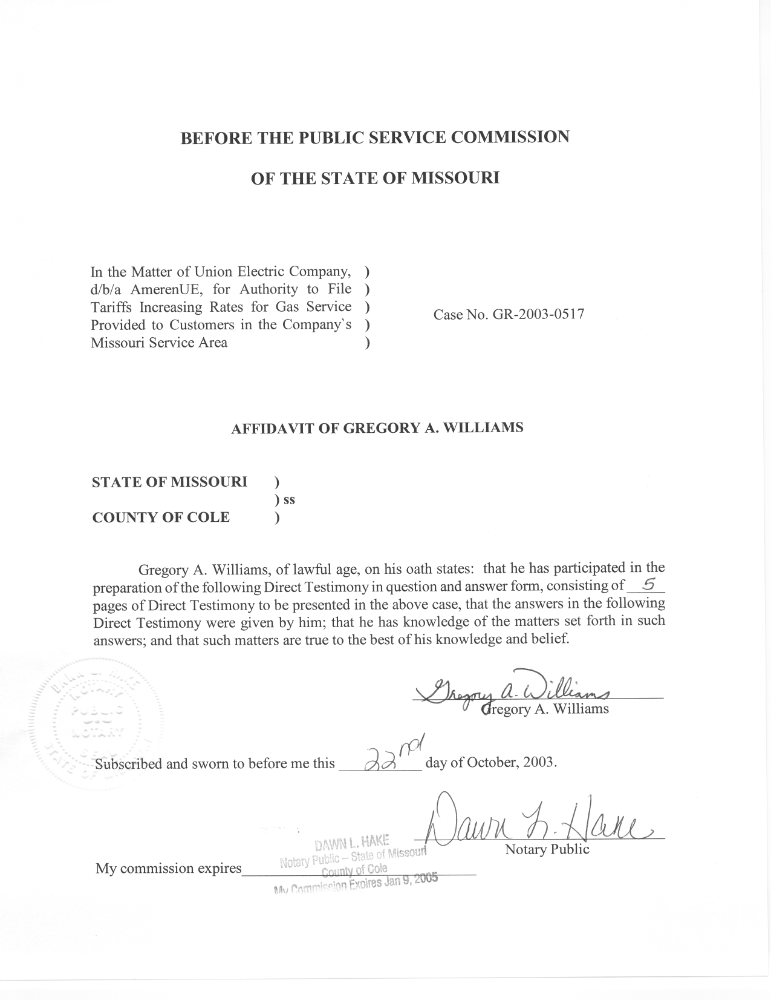 BEFORE THE PUBLIC SERVICE COMMISSION
OF THE STATE OF MISSOURI
In the Matter of Union Electric Company, )
d/b/a AmerenUE, for Authority to File )
Tariffs Increasing Rates for Gas Service )
Case No. GR-2003-0517
Provided to Customers in the Company`s )
Missouri Service Area )
AFFIDAVIT OF GREGORY A. WILLIAMS
STATE OF MISSOURI )
) ss
COUNTY OF COLE )
Gregory A. Williams, of lawful age, on his oath states: that he has participated in the
preparation of the following Direct Testimony in question and answer form, consisting of 5
pages of Direct Testimony to be presented in the above case, that the answers in the following
Direct Testimony were given by him; that he has knowledge of the matters set forth in such
answers; and that such matters are true to the best of his knowledge and belief.
DAWN L. HAKE
NOTARY
PUBLIC
NOTARY
SEAL
STATE OF
Gregory A. Williams
Gregory A. Williams
Subscribed and sworn to before me this 22nd day of October, 2003.
Dawn L. Hake
Notary Public
DAWN L. HAKE
Notary Public – State of Missouri
County of Cole
My Commission Expires Jan 9, 2005
My commission expires